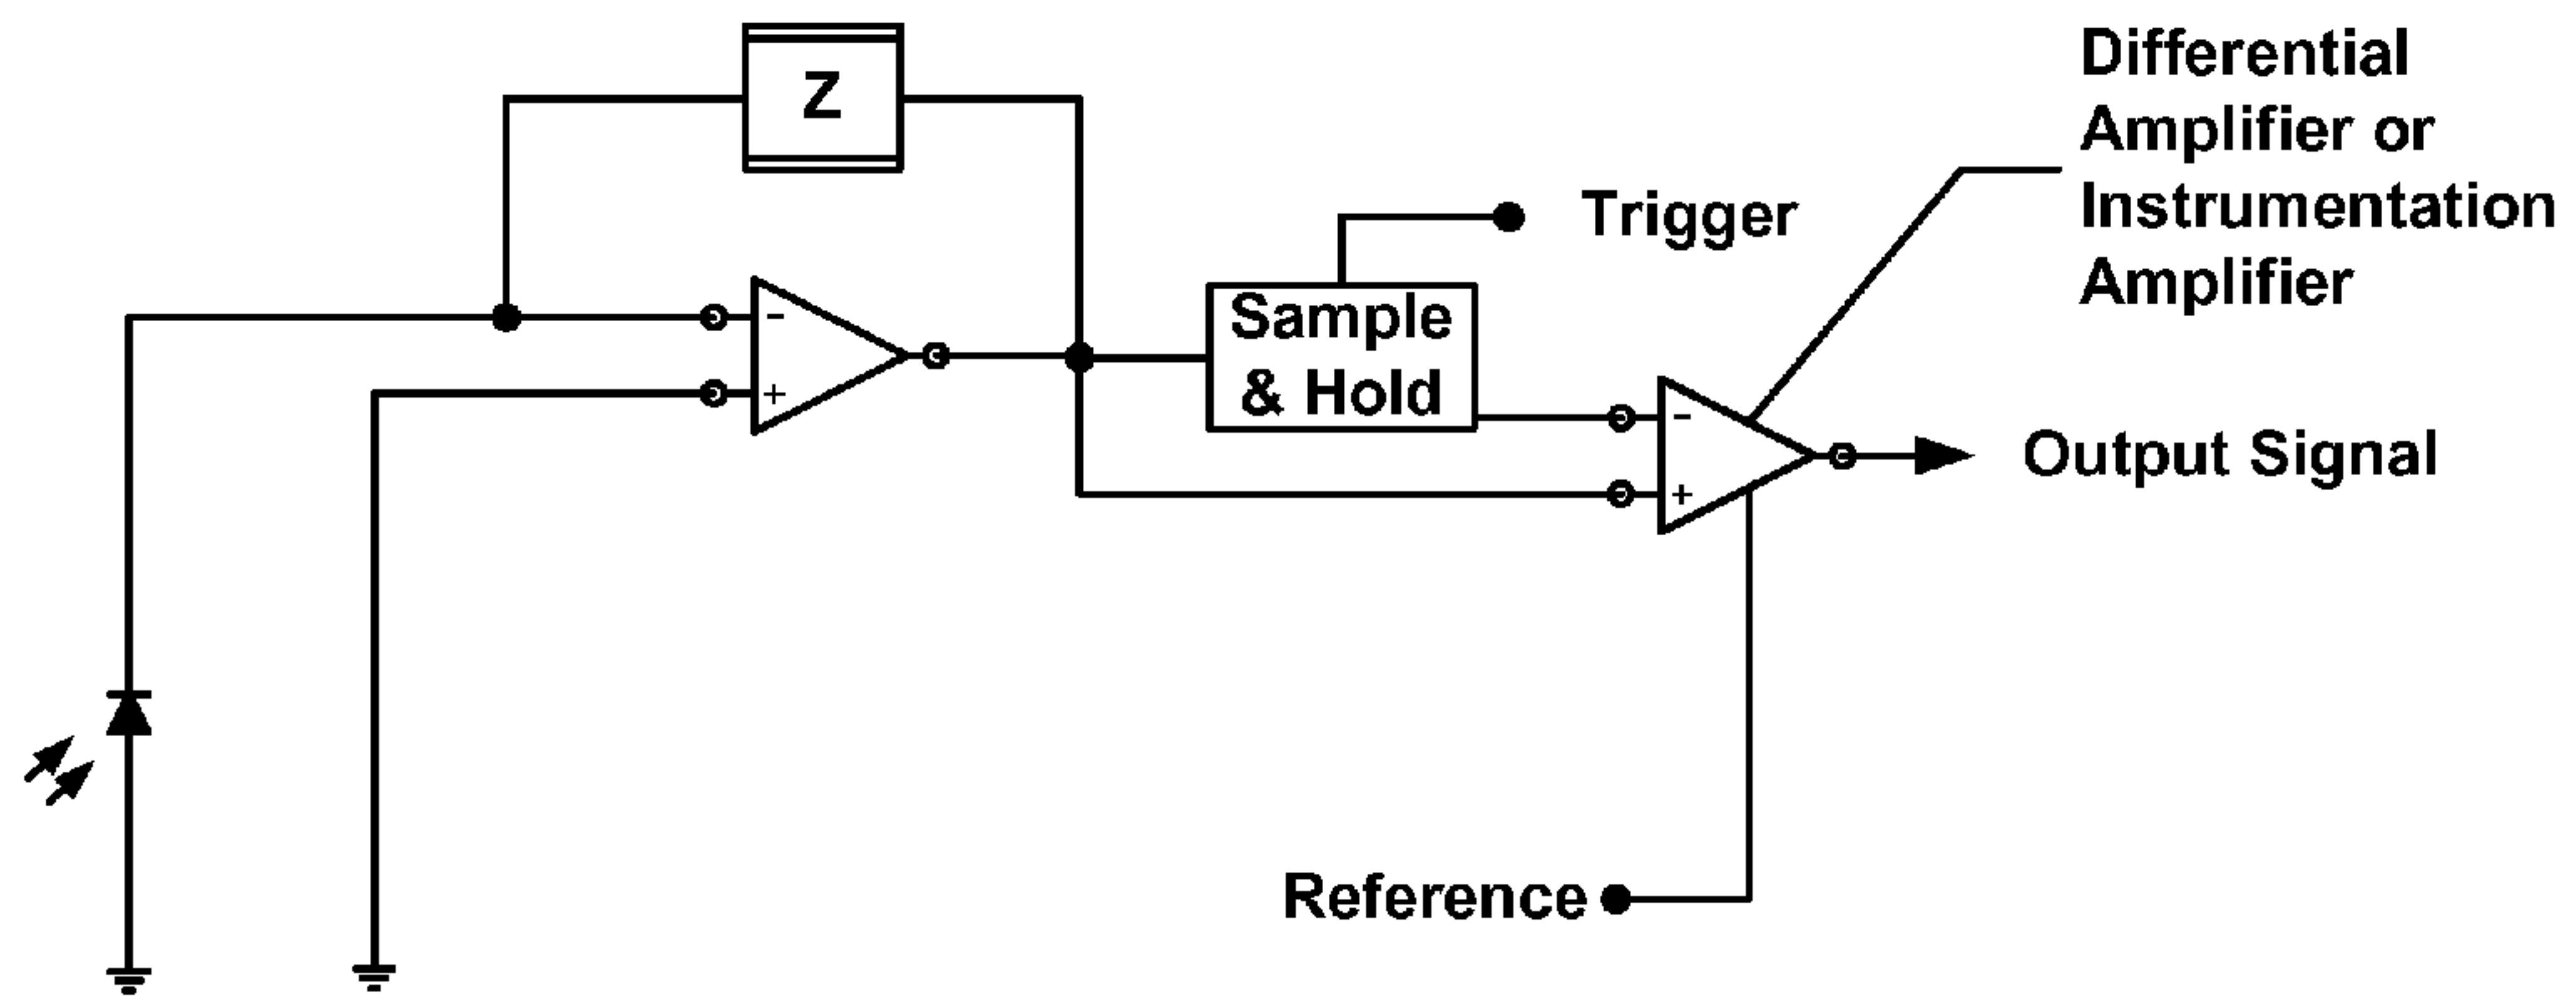 Z
Differential
Amplifier or
Instrumentation
Amplifier
Trigger
-
+
Sample
& Hold
-
+
Output Signal
Reference